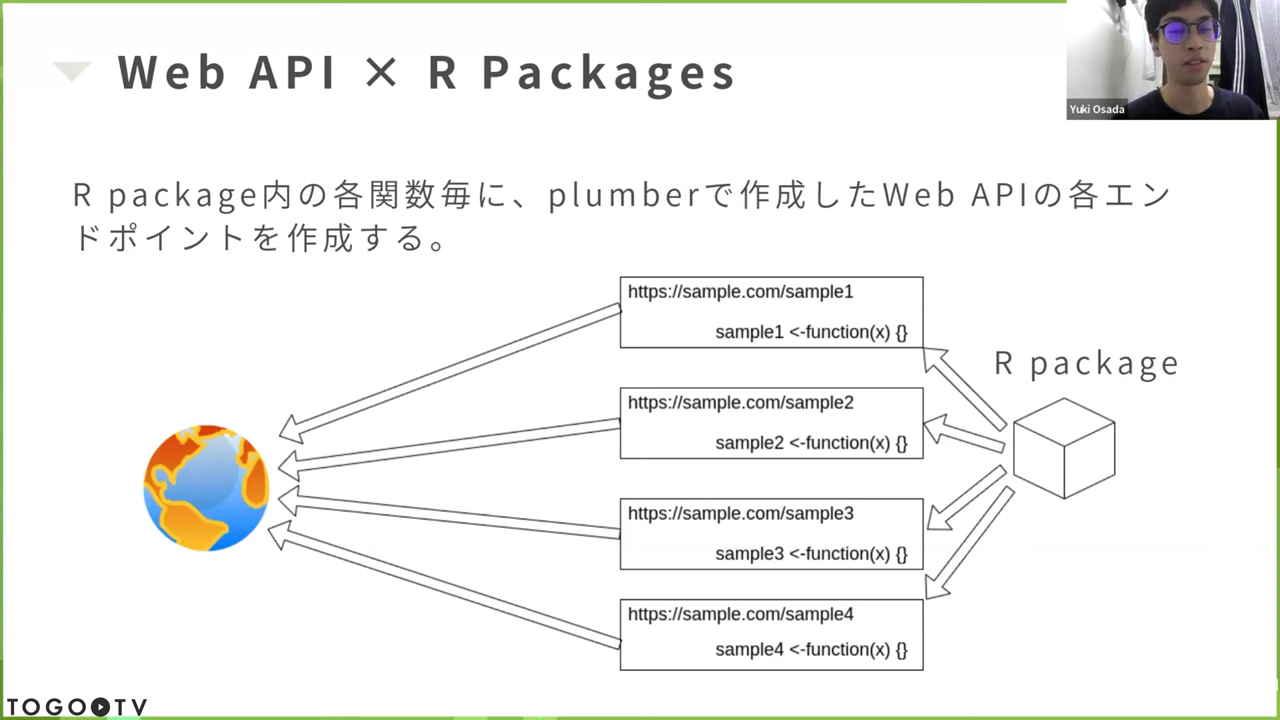 Web API × R Packages
Yuki Osada
R package内の各関数毎に、plumberで作成したWeb APIの各エン
ドポイントを作成する。
https://sample.com/sample1
sample1 <-function(x) {}
R package
https://sample.com/sample2
sample2 <-function(x) {}
https://sample.com/sample3
sample3 <-function(x) {}
https://sample.com/sample4
sample4 <-function(x) {}
TOGOTV